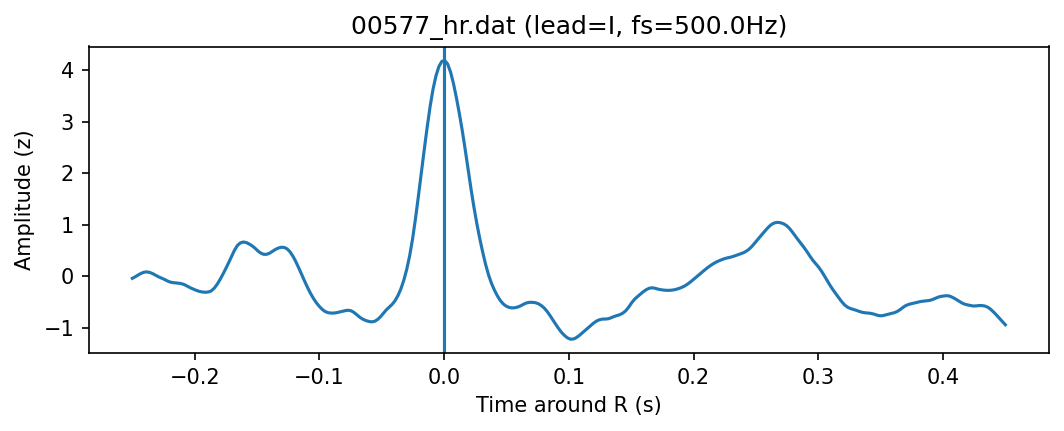 00577_hr.dat (lead=I, fs=500.0Hz)
Amplitude (z)
4
3
2
1
0
−1
−0.2 −0.1 0.0 0.1 0.2 0.3 0.4
Time around R (s)